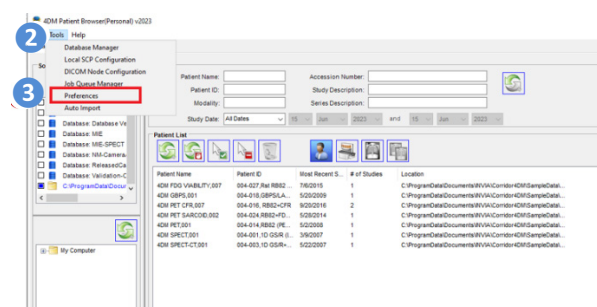 4DM Patient Browser(Personal) v2023
2
Tools Help
Database Manager
Local SCP Configuration
DICOM Node Configuration
Job Queue Manager
3
Preferences
Auto Import
Patient Name:
Accession Number:
Patient ID:
Study Description:
Modality:
Series Description:
Study Date: All Dates 15 Jun 2023 and 15 Jun 2023
Database: MIE
Database: MIE-SPECT
Database: NM-Camera
Database: ReleasedCa
Database: Validation-C
C:\ProgramData\Docur
My Computer
Patient List
Patient Name Patient ID Most Recent S... # of Studies Location
4DM FDG VIABILITY,007 004-027,Rst RB82 ... 7/6/2015 1 C:\ProgramData\Documents\INVIA\Corridor4DM\SampleData\...
4DM GBPS,001 004-018,GBPS/LA... 5/20/2009 1 C:\ProgramData\Documents\INVIA\Corridor4DM\SampleData\...
4DM PET CFR,007 004-016, RB82+CFR 9/20/2016 2 C:\ProgramData\Documents\INVIA\Corridor4DM\SampleData\...
4DM PET SARCOID,002 004-024,RB82+FD... 5/28/2014 1 C:\ProgramData\Documents\INVIA\Corridor4DM\SampleData\...
4DM PET,001 004-014,RB82 (PE... 5/2/2008 1 C:\ProgramData\Documents\INVIA\Corridor4DM\SampleData\...
4DM SPECT,001 004-001,1D GS/R (I... 3/9/2007 1 C:\ProgramData\Documents\INVIA\Corridor4DM\SampleData\...
4DM SPECT-CT,001 004-003,1D GS/R+... 5/22/2007 1 C:\ProgramData\Documents\INVIA\Corridor4DM\SampleData\...